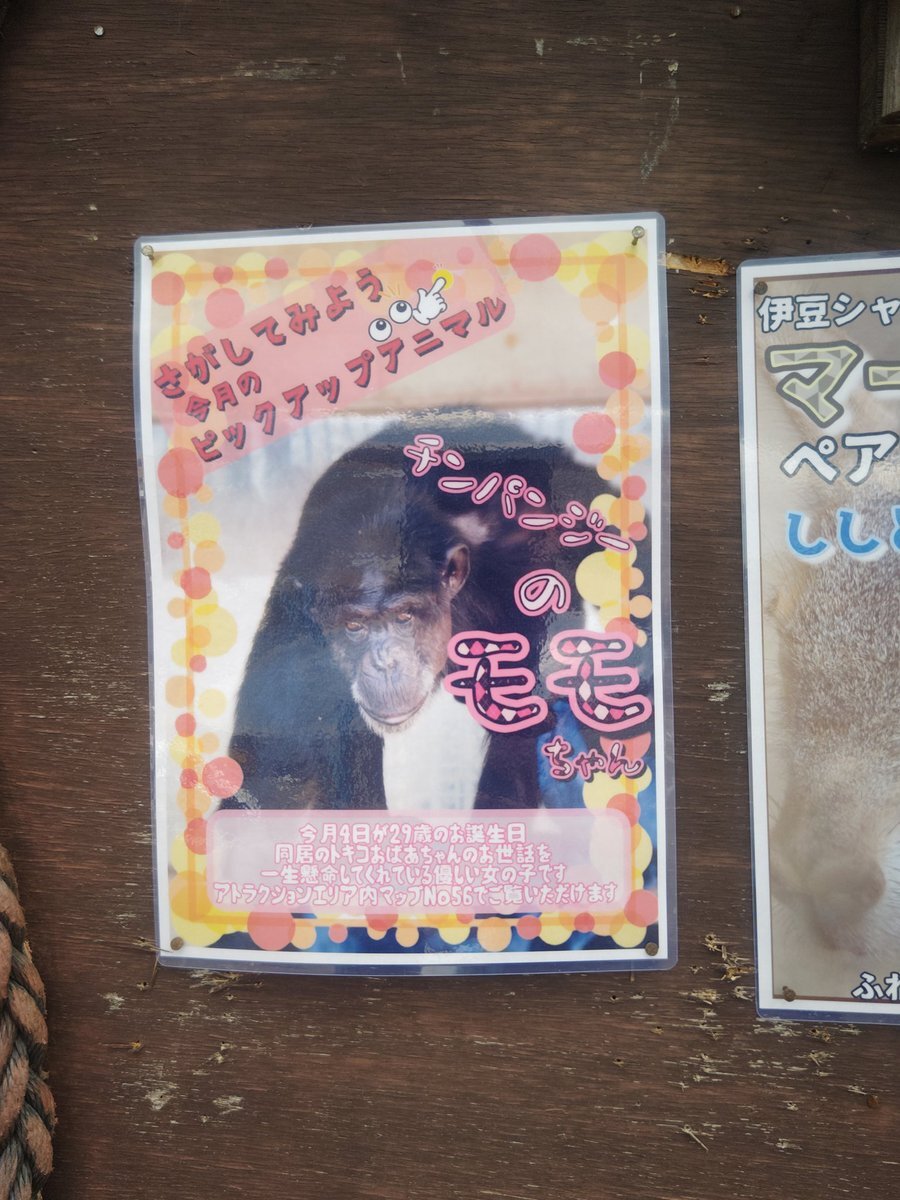 さがしてみよう
今月の
ピックアップアニマル
チンパンジー
の
モモ
ちゃん
今月4日が29歳のお誕生日
同居のトキコおばあちゃんのお世話を
一生懸命してくれている優しい女の子です
アトラクションエリア内マップNo56でご覧いただけます
伊豆シャ
マー
ペア
しし
ふれ